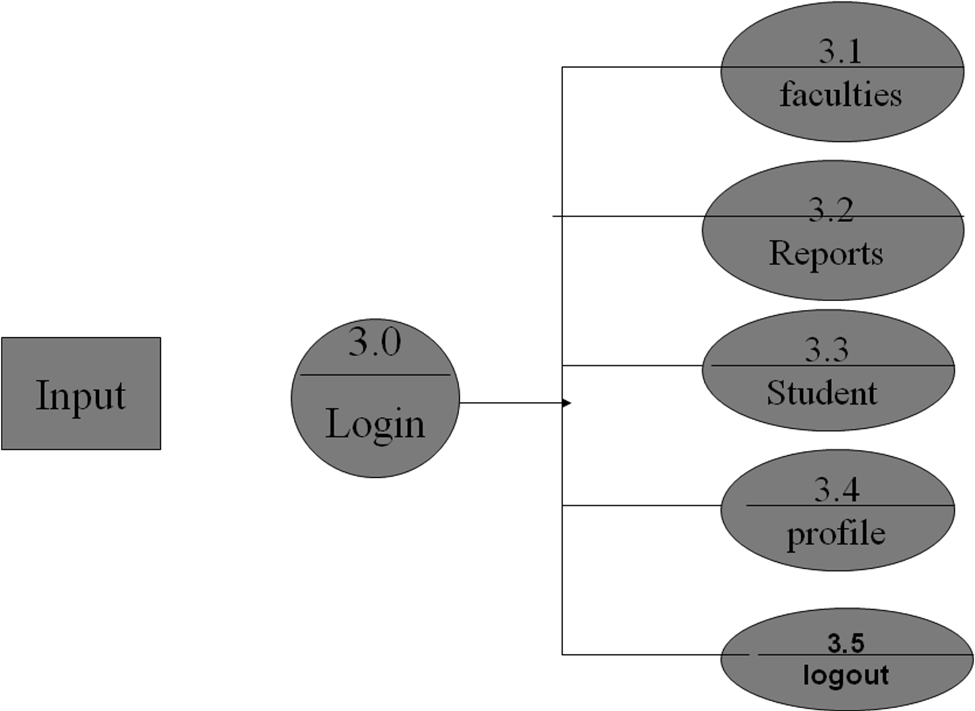 3.1
faculties
3.2
Reports
3.3
Student
3.4
profile
3.5
logout
3.0
Login
Input